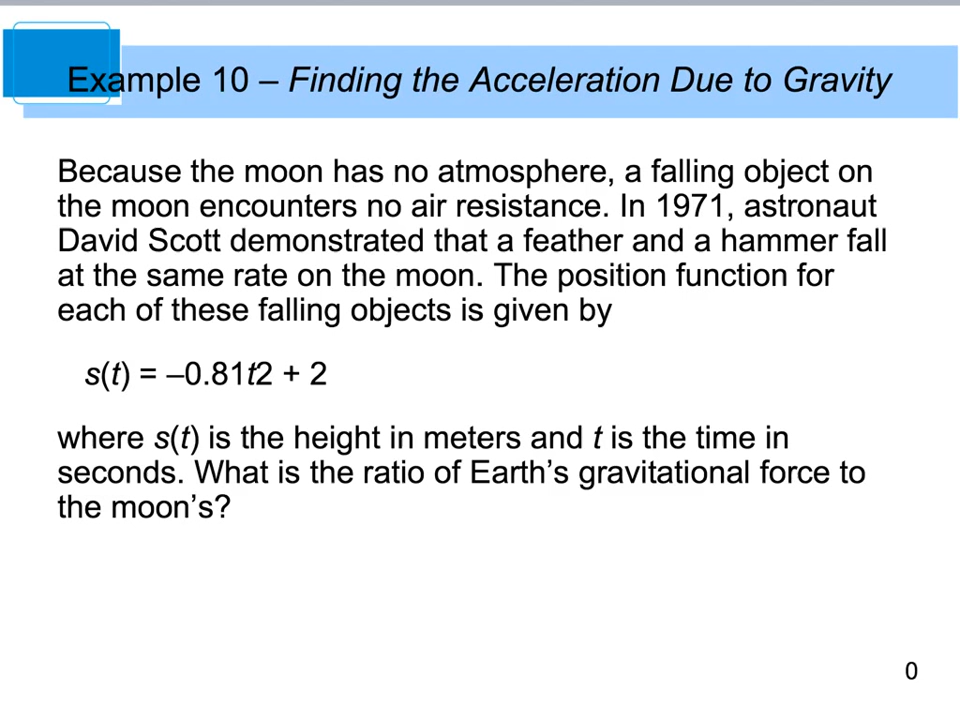 Example 10 – Finding the Acceleration Due to Gravity
Because the moon has no atmosphere, a falling object on
the moon encounters no air resistance. In 1971, astronaut
David Scott demonstrated that a feather and a hammer fall
at the same rate on the moon. The position function for
each of these falling objects is given by
s(t) = –0.81t2 + 2
where s(t) is the height in meters and t is the time in
seconds. What is the ratio of Earth’s gravitational force to
the moon’s?
0